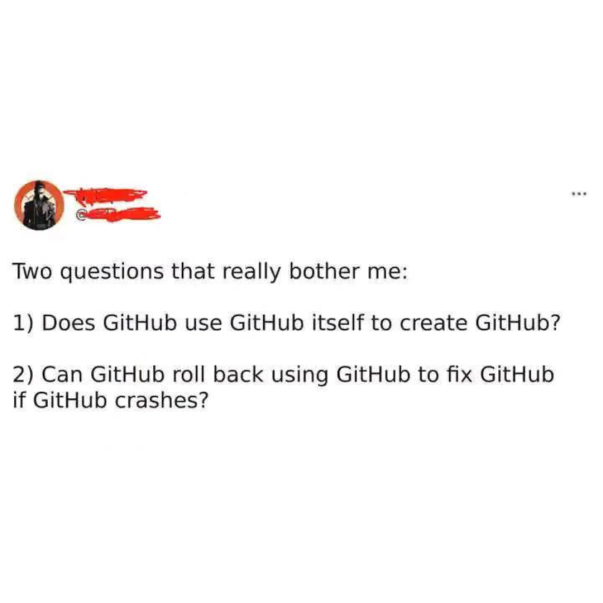 @
...
Two questions that really bother me:
1) Does GitHub use GitHub itself to create GitHub?
2) Can GitHub roll back using GitHub to fix GitHub
if GitHub crashes?